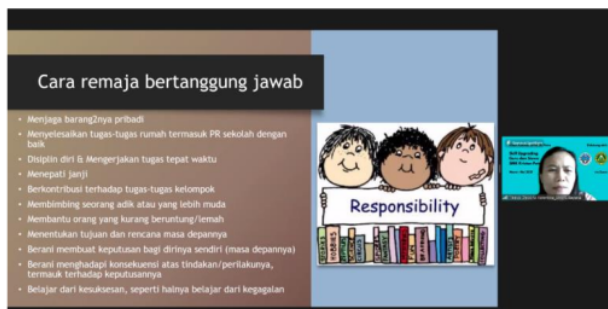 Cara remaja bertanggung jawab
• Menjaga barang2nya pribadi
• Menyelesaikan tugas-tugas rumah termasuk PR sekolah dengan
baik
• Disiplin diri & Mengerjakan tugas tepat waktu
• Menepati janji
• Berkontribusi terhadap tugas-tugas kelompok
• Membimbing seorang adik atau yang lebih muda
• Membantu orang yang kurang beruntung/lemah
• Menentukan tujuan dan rencana masa depannya
• Berani membuat keputusan bagi dirinya sendiri (masa depannya)
• Berani menghadapi konsekuensi atas tindakan/perilakunya,
termauk terhadap keputusannya
• Belajar dari kesuksesan, seperti halnya belajar dari kegagalan
Responsibility